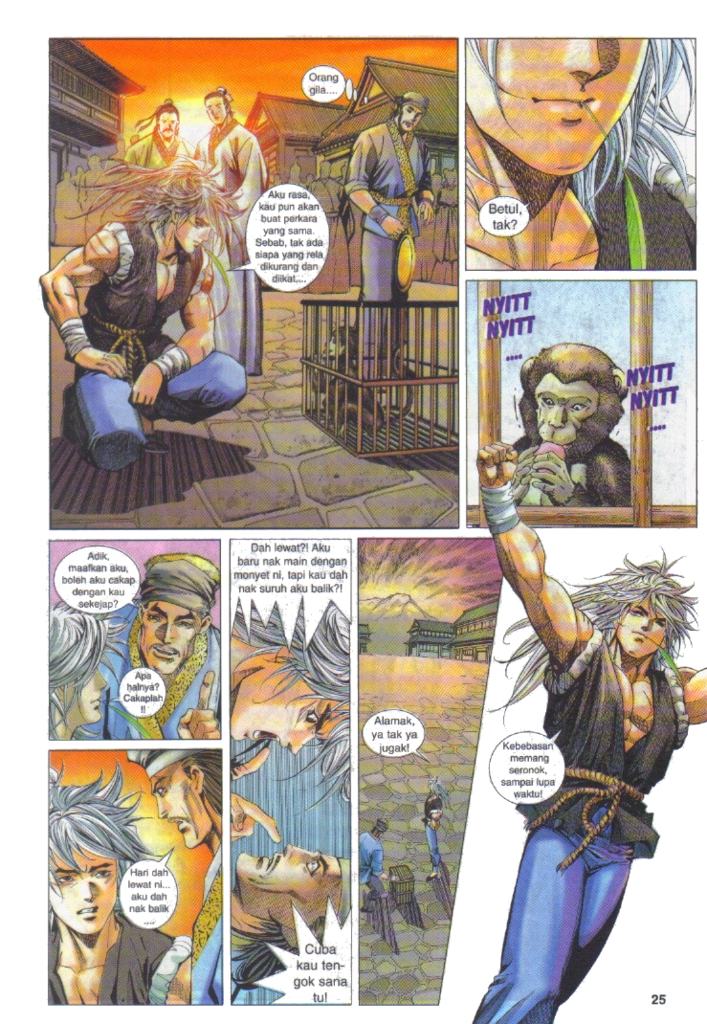 Orang
gila....
Aku rasa,
kau pun akan
buat perkara
yang sama.
Sebab, tak ada
siapa yang rela
dikurang dan
diikat....
Betul,
tak?
NYITT
NYITT
....
NYITT
NYITT
....
Adik,
maafkan aku,
boleh aku cakap
dengan kau
sekejap?
Apa
halnya?
Cakaplah
!!
Hari dah
lewat ni...
aku dah
nak balik
....
Dah lewat?! Aku
baru nak main dengan
monyet ni, tapi kau dah
nak suruh aku balik?!
Cuba
kau ten-
gok sana
tu!
Alamak,
ya tak ya
jugak!
Kebebasan
memang
seronok,
sampai lupa
waktu!
25